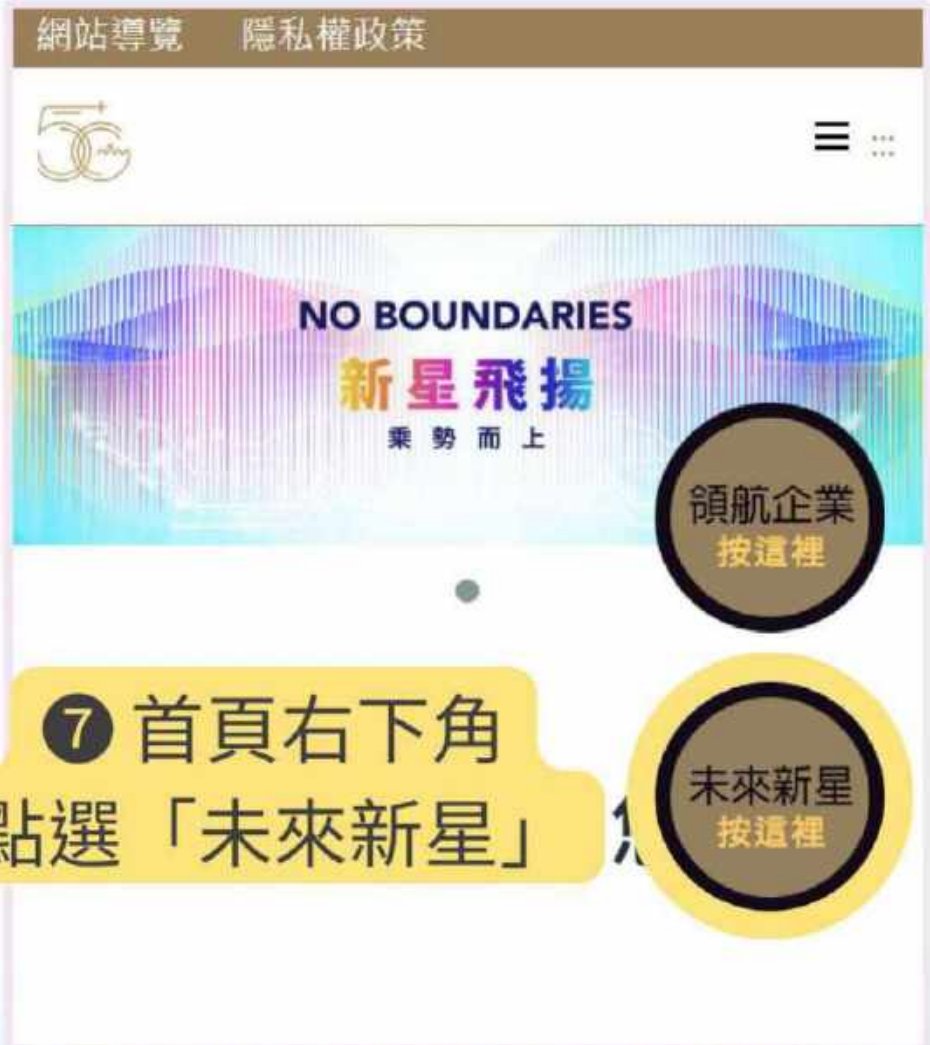 網站導覽 隱私權政策
NO BOUNDARIES
新星飛揚
乘勢而上
領航企業
按這裡
❼ 首頁右下角
點選「未來新星」
未來新星
按這裡